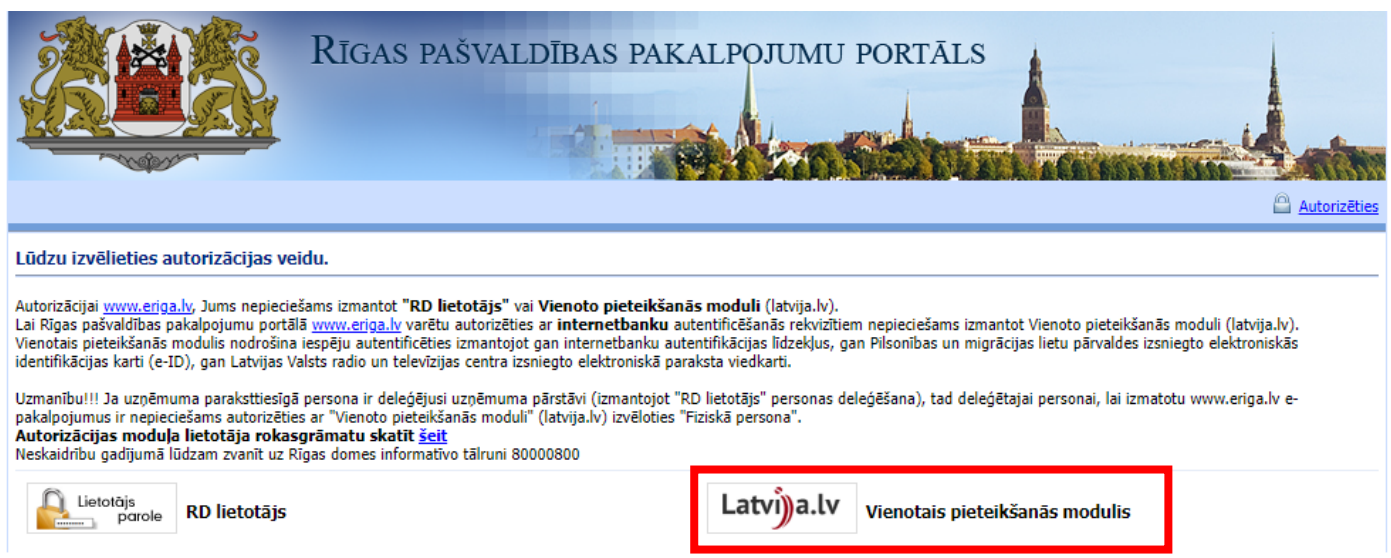 RĪGAS PAŠVALDĪBAS PAKALPOJUMU PORTĀLS
Autorizēties
Lūdzu izvēlieties autorizācijas veidu.
Autorizācijai www.eriga.lv, Jums nepieciešams izmantot "RD lietotājs" vai Vienoto pieteikšanās moduli (latvija.lv).
Lai Rīgas pašvaldības pakalpojumu portālā www.eriga.lv varētu autorizēties ar internetbanku autentificēšanās rekvizītiem nepieciešams izmantot Vienoto pieteikšanās moduli (latvija.lv).
Vienotais pieteikšanās modulis nodrošina iespēju autentificēties izmantojot gan internetbanku autentifikācijas līdzekļus, gan Pilsonības un migrācijas lietu pārvaldes izsniegto elektroniskās
identifikācijas karti (e-ID), gan Latvijas Valsts radio un televīzijas centra izsniegto elektroniskā paraksta viedkarti.
Uzmanību!!! Ja uzņēmuma paraksttiesīgā persona ir deleģējusi uzņēmuma pārstāvi (izmantojot "RD lietotājs" personas deleģēšana), tad deleģētajai personai, lai izmatotu www.eriga.lv e-
pakalpojumus ir nepieciešams autorizēties ar "Vienoto pieteikšanās moduli" (latvija.lv) izvēloties "Fiziskā persona".
Autorizācijas moduļa lietotāja rokasgrāmatu skatīt šeit
Neskaidrību gadījumā lūdzam zvanīt uz Rīgas domes informatīvo tālruni 80000800
Lietotājs
parole
RD lietotājs
Latvija.lv
Vienotais pieteikšanās modulis